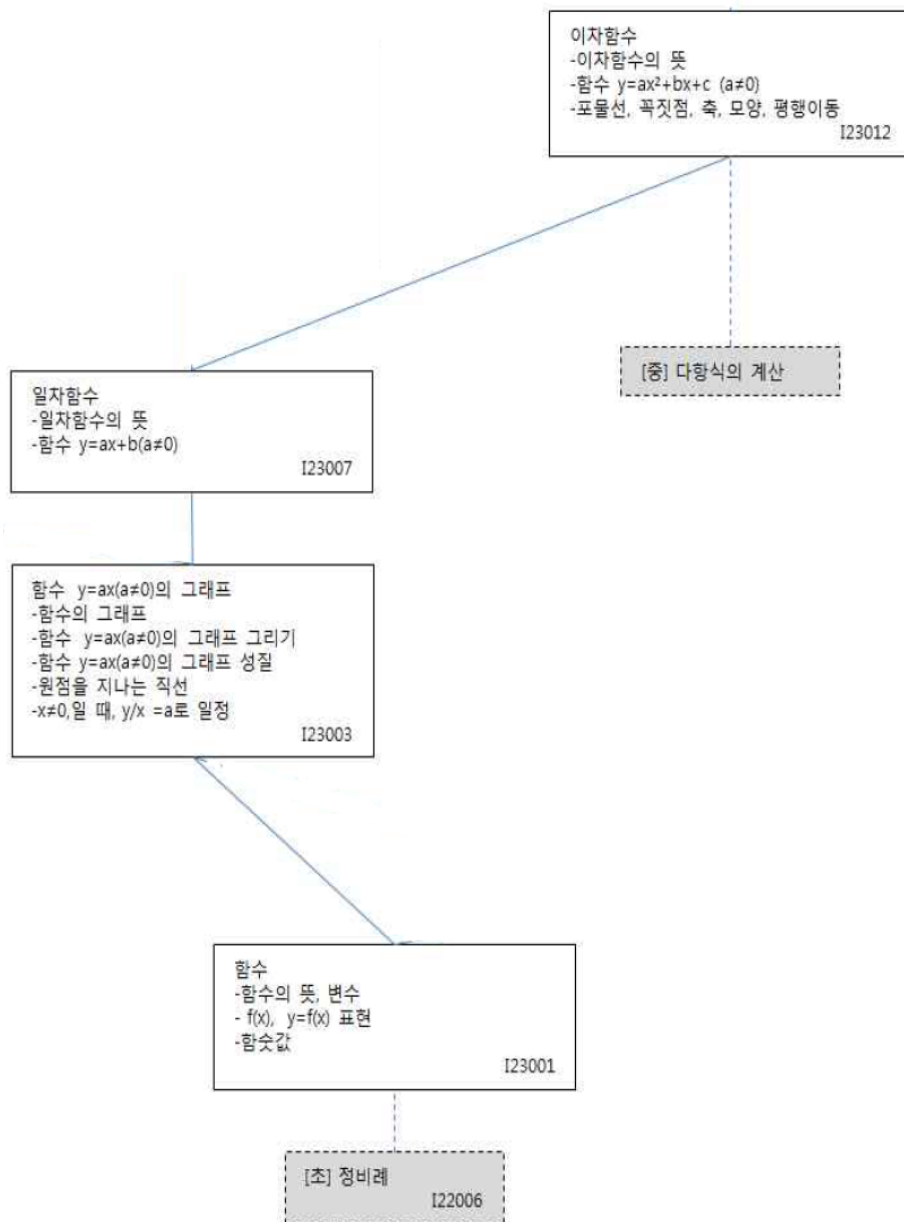 이차함수
-이차함수의 뜻
-함수 y=ax²+bx+c (a≠0)
-포물선, 꼭짓점, 축, 모양, 평행이동
I23012
[중] 다항식의 계산
일차함수
-일차함수의 뜻
-함수 y=ax+b(a≠0)
I23007
함수 y=ax(a≠0)의 그래프
-함수의 그래프
-함수 y=ax(a≠0)의 그래프 그리기
-함수 y=ax(a≠0)의 그래프 성질
-원점을 지나는 직선
-x≠0,일 때, y/x =a로 일정
I23003
함수
-함수의 뜻, 변수
- f(x), y=f(x) 표현
-함숫값
I23001
[초] 정비례
I22006